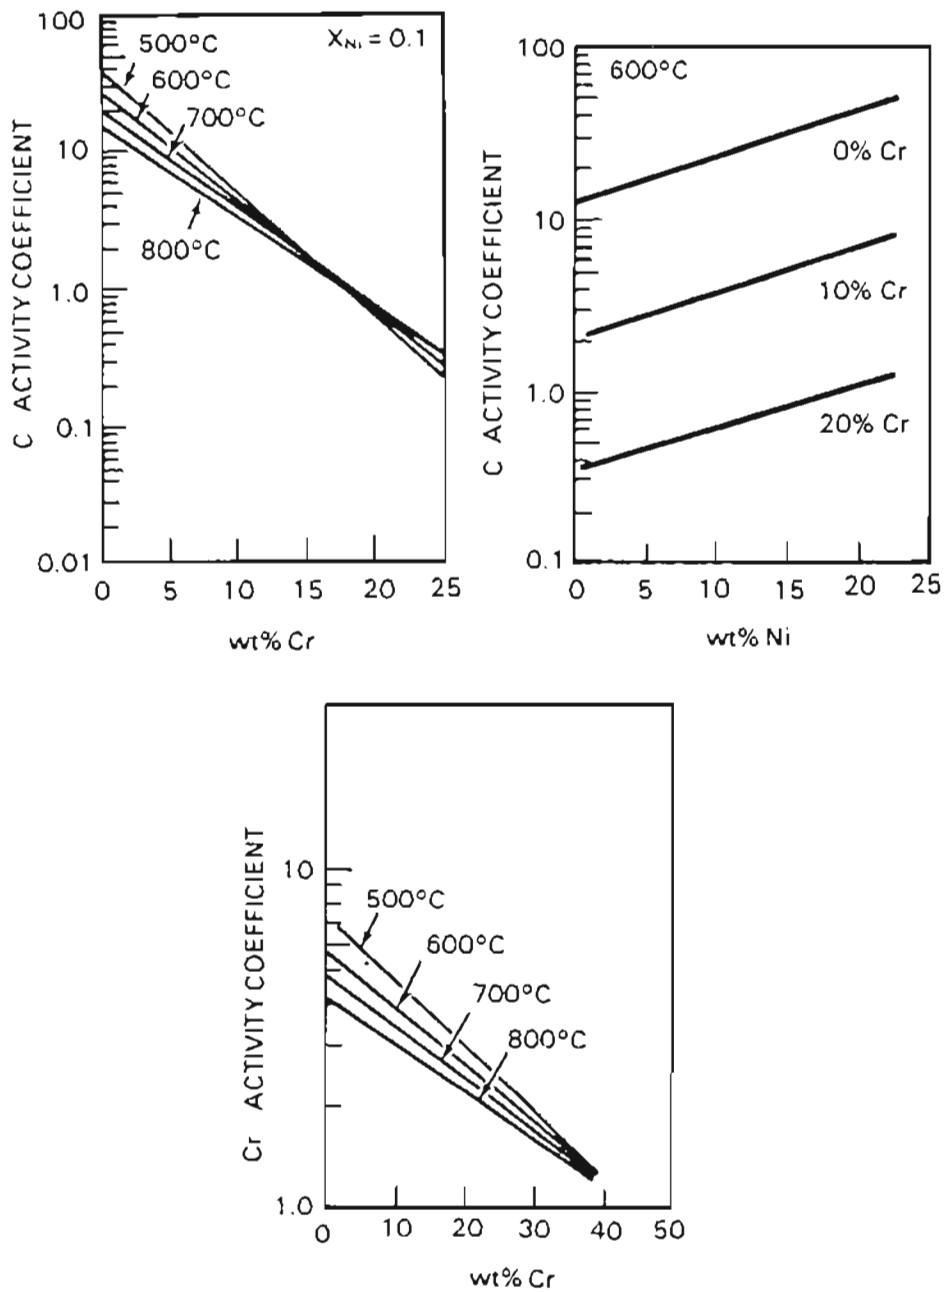 100
500°C
X_Ni = 0.1
600°C
700°C
10
800°C
1.0
0.1
0.01
0 5 10 15 20 25
wt% Cr
C ACTIVITY COEFFICIENT
100
600°C
0% Cr
10
10% Cr
1.0
20% Cr
0.1
0 5 10 15 20 25
wt% Ni
C ACTIVITY COEFFICIENT
10
500°C
600°C
700°C
800°C
1.0
0 10 20 30 40 50
wt% Cr
Cr ACTIVITY COEFFICIENT